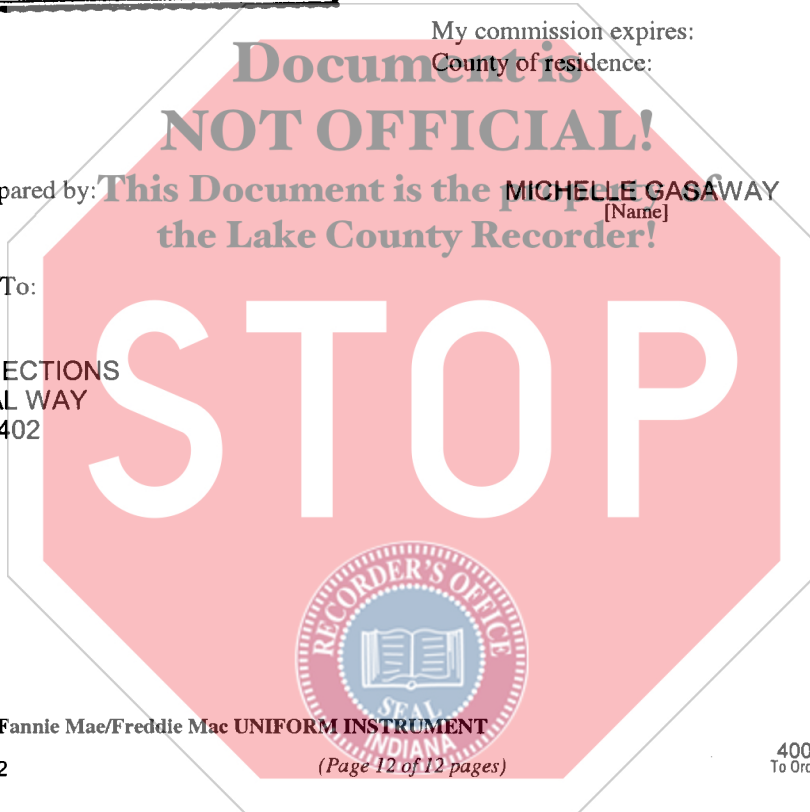 My commission expires:
Document is
County of residence:
NOT OFFICIAL!
pared by:
This Document is the property of
MICHELLE GASAWAY
[Name]
the Lake County Recorder!
To:
ECTIONS
L WAY
402
STOP
RECORDER'S OFFICE
SEAL
INDIANA
Fannie Mae/Freddie Mac UNIFORM INSTRUMENT
2
(Page 12 of 12 pages)
400
To Ord